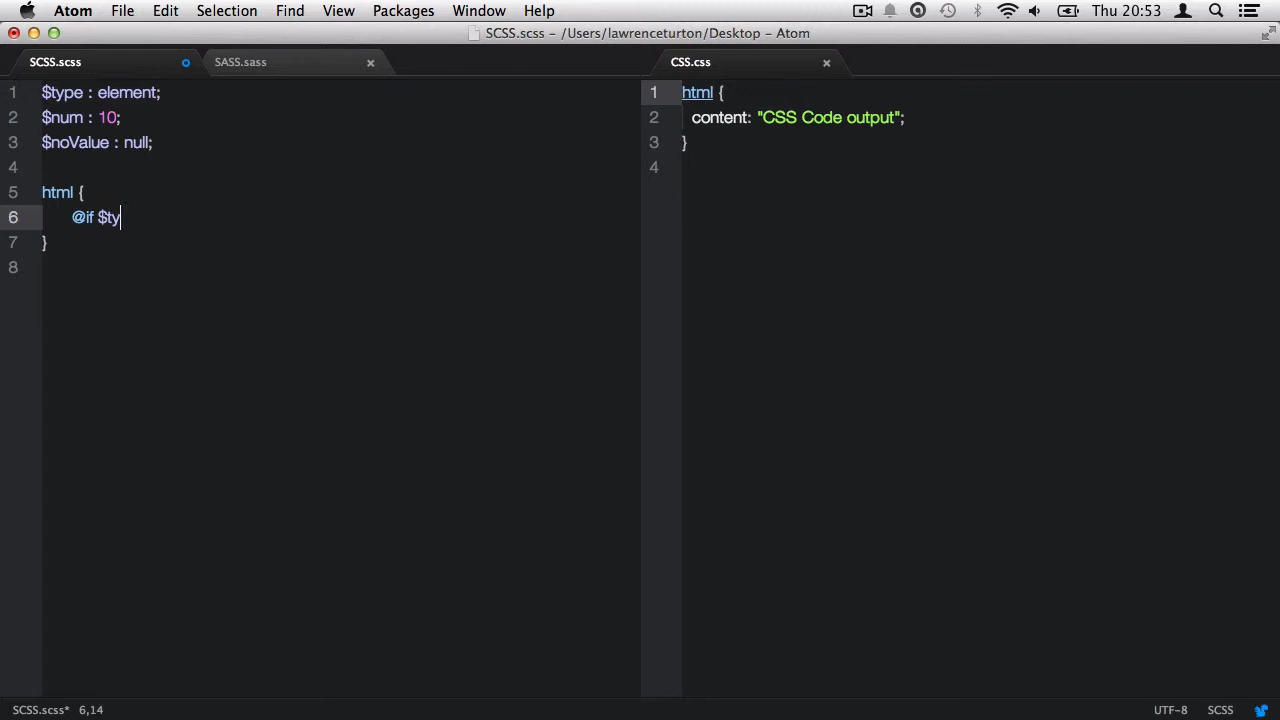 Atom File Edit Selection Find View Packages Window Help Thu 20:53
SCSS.scss – /Users/lawrenceturton/Desktop – Atom
SCSS.scss SASS.sass CSS.css
1 $type : element;
2 $num : 10;
3 $noValue : null;
4
5 html {
6 @if $ty
7 }
8
1 html {
2 content: "CSS Code output";
3 }
4
SCSS.scss* 6,14 UTF-8 SCSS